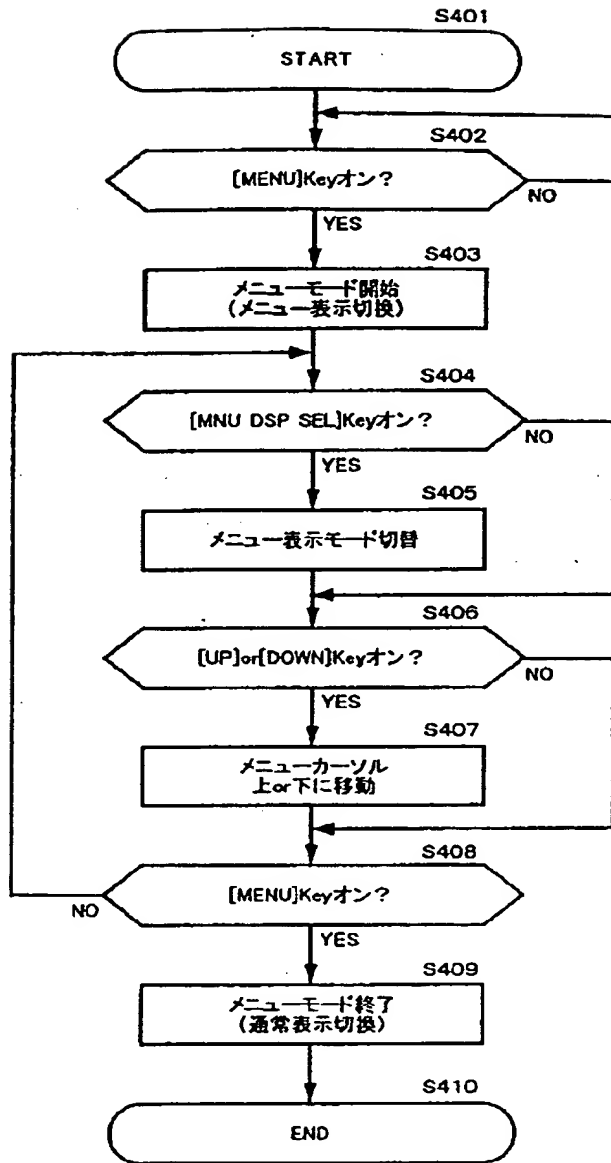 S401
START
S402
[MENU]Keyオン?
NO
YES
S403
メニューモード開始
(メニュー表示切換)
S404
[MNU DSP SEL]Keyオン?
NO
YES
S405
メニュー表示モード切替
S406
[UP]or[DOWN]Keyオン?
NO
YES
S407
メニューカーソル
上or下に移動
S408
[MENU]Keyオン?
NO
YES
S409
メニューモード終了
(通常表示切換)
S410
END